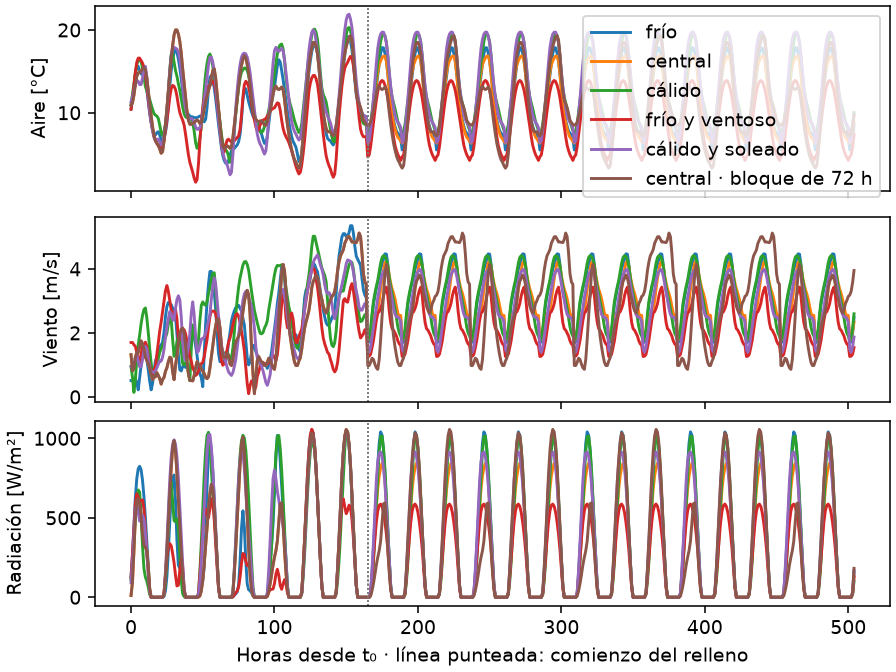 Aire [°C]
20
10
frío
central
cálido
frío y ventoso
cálido y soleado
central · bloque de 72 h
Viento [m/s]
4
2
0
Radiación [W/m²]
1000
500
0
0 100 200 300 400 500
Horas desde t₀ · línea punteada: comienzo del relleno